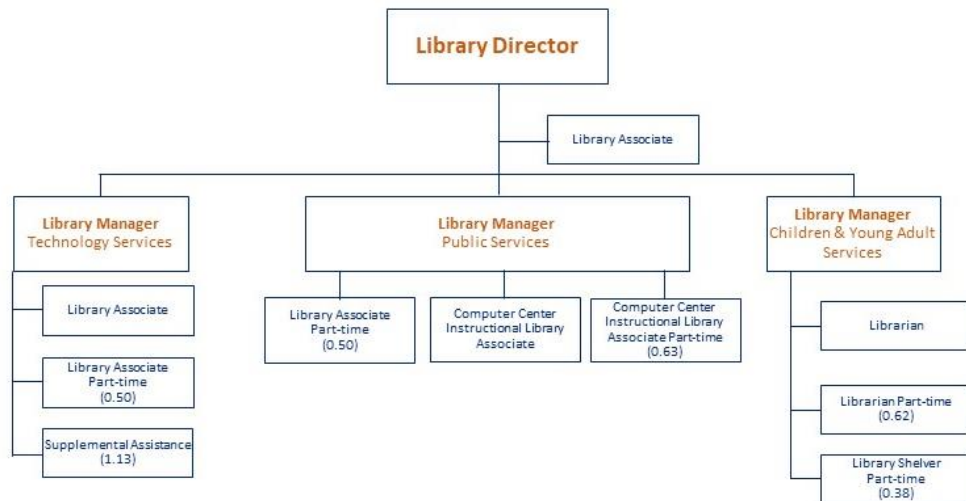 Library Director
Library Associate
Library Manager
Technology Services
Library Manager
Public Services
Library Manager
Children & Young Adult
Services
Library Associate
Library Associate
Part-time
(0.50)
Supplemental Assistance
(1.13)
Library Associate
Part-time
(0.50)
Computer Center
Instructional Library
Associate
Computer Center
Instructional Library
Associate Part-time
(0.63)
Librarian
Librarian Part-time
(0.62)
Library Shelver
Part-time
(0.38)